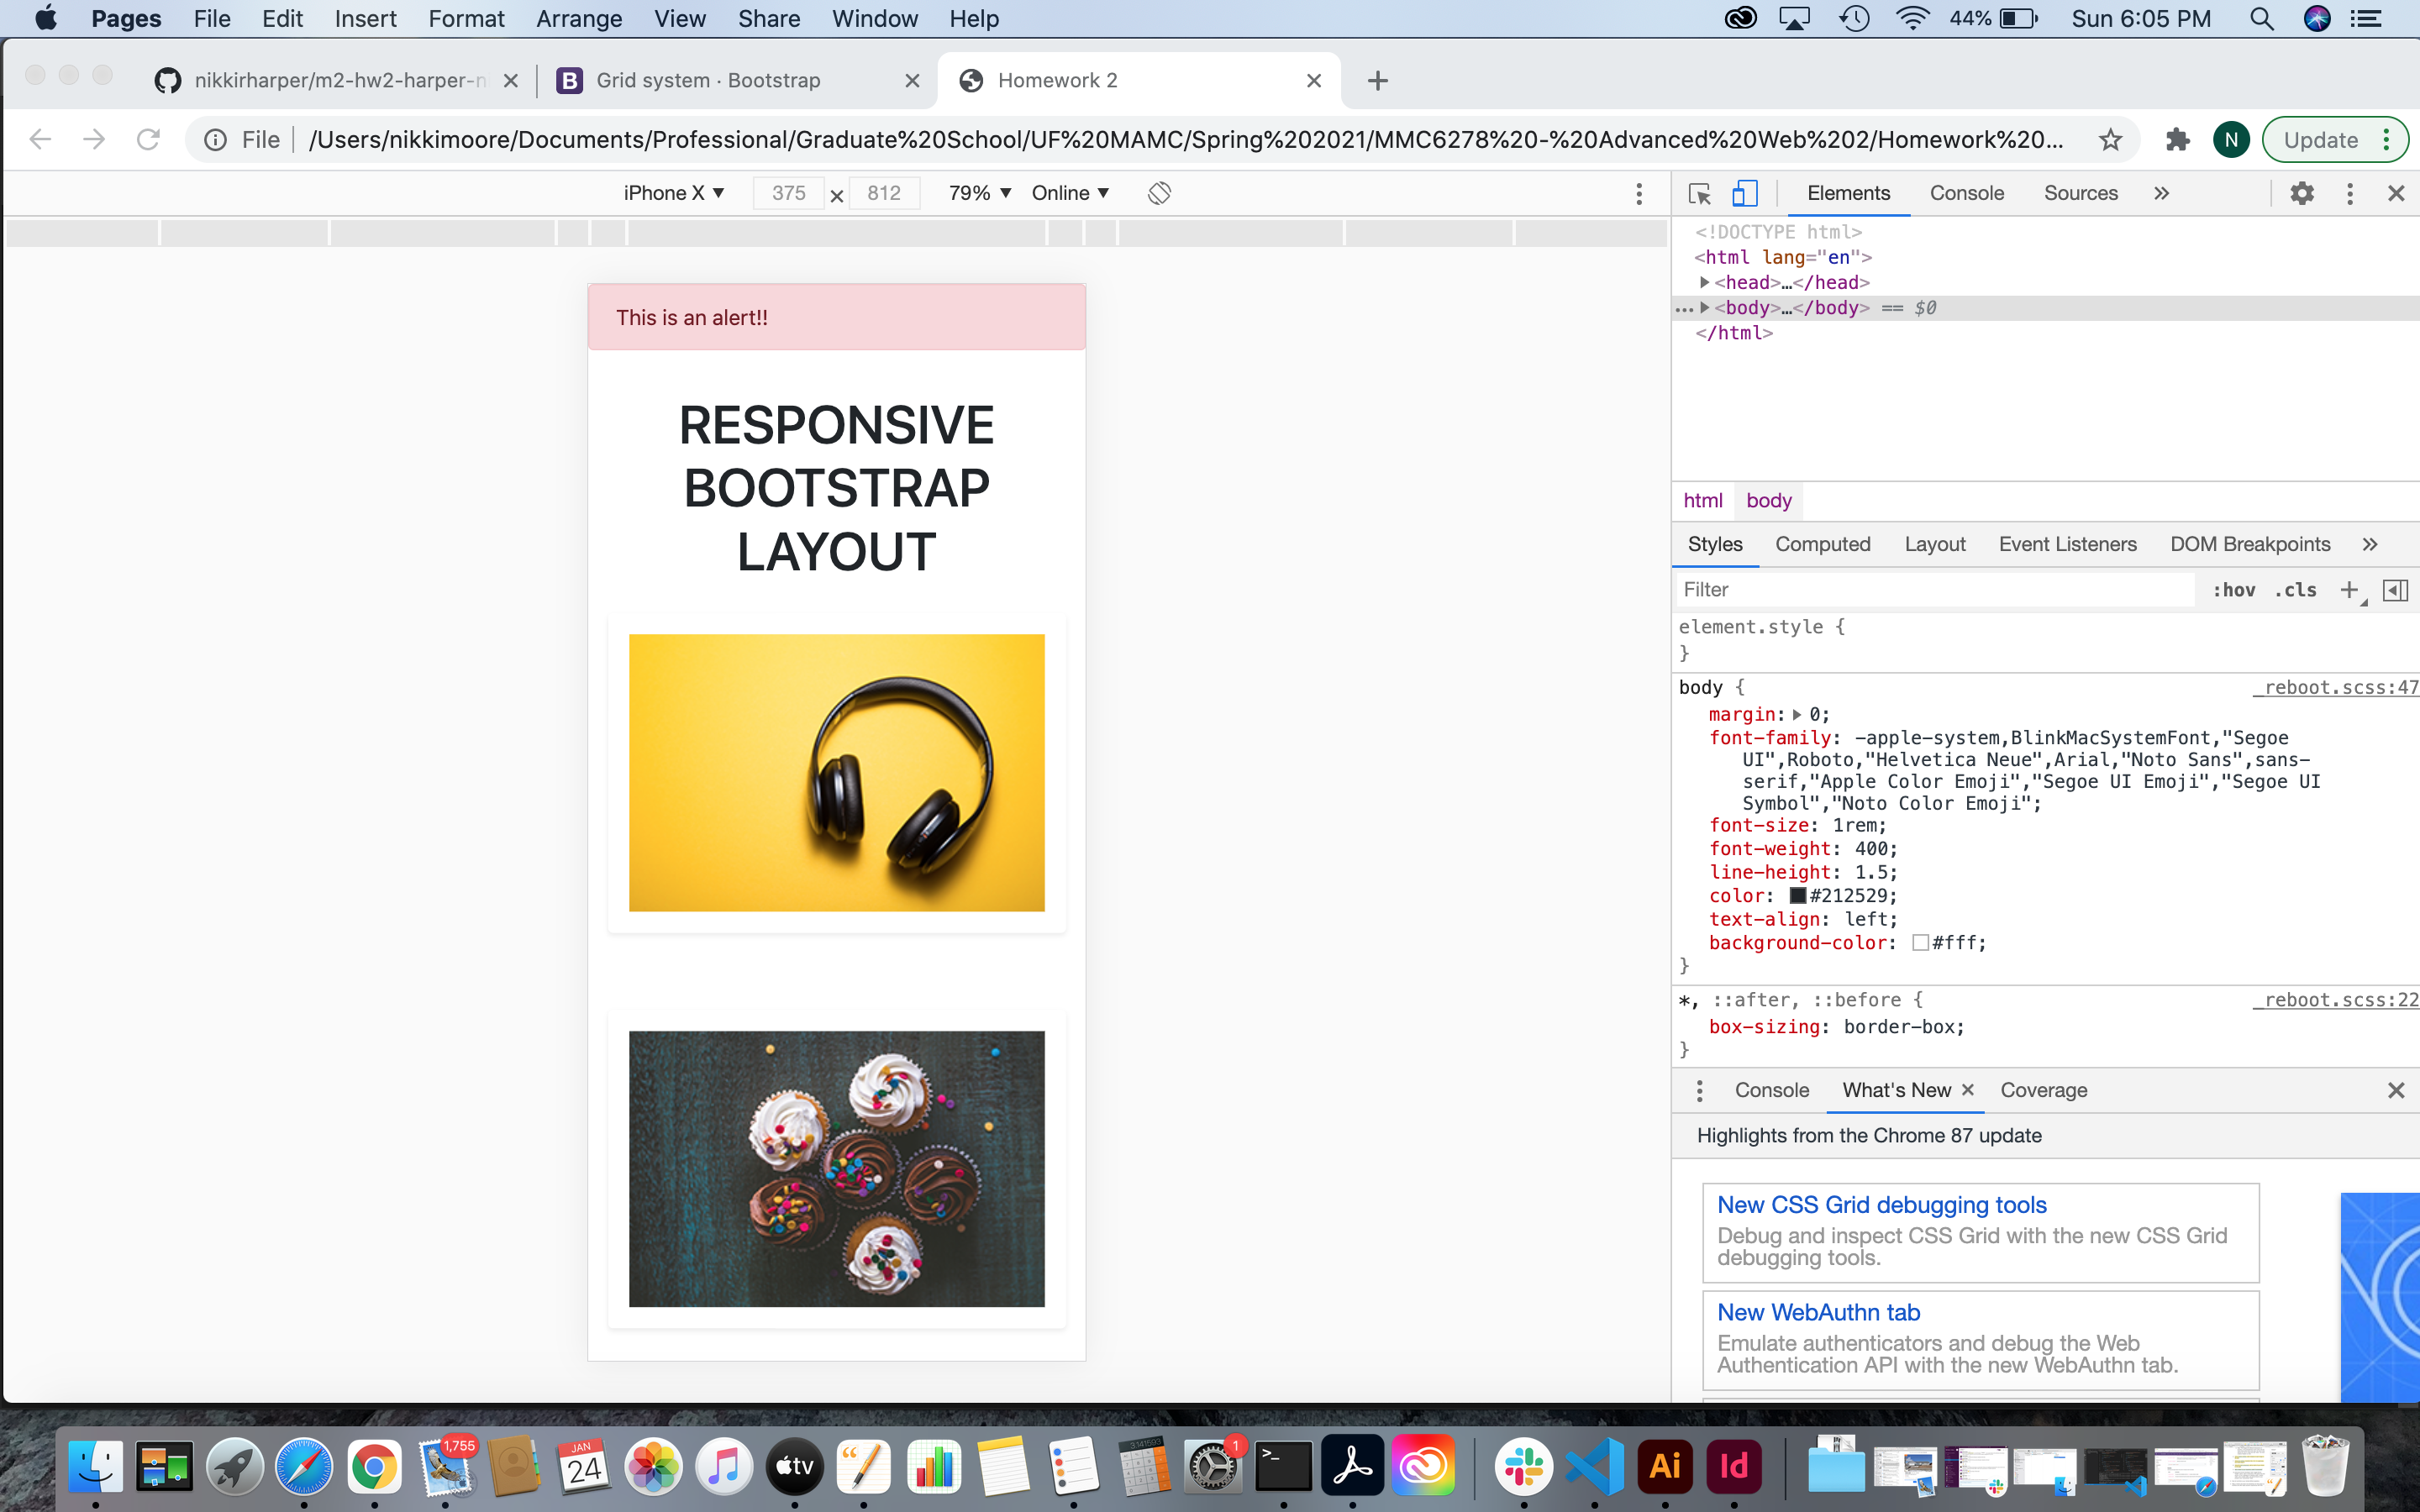 Pages File Edit Insert Format Arrange View Share Window Help 44% Sun 6:05 PM
nikkirharper/m2-hw2-harper-n Grid system · Bootstrap Homework 2
File /Users/nikkimoore/Documents/Professional/Graduate%20School/UF%20MAMC/Spring%202021/MMC6278%20-%20Advanced%20Web%202/Homework%20... N Update
iPhone X ▼ 375 × 812 79% ▼ Online ▼
Elements Console Sources »
This is an alert!!
RESPONSIVE
BOOTSTRAP
LAYOUT
<!DOCTYPE html>
<html lang="en">
▶<head>…</head>
…▶<body>…</body> == $0
</html>
html body
Styles Computed Layout Event Listeners DOM Breakpoints »
Filter :hov .cls +
element.style {
}
body { _reboot.scss:47
margin:▶ 0;
font-family: -apple-system,BlinkMacSystemFont,"Segoe
UI",Roboto,"Helvetica Neue",Arial,"Noto Sans",sans-
serif,"Apple Color Emoji","Segoe UI Emoji","Segoe UI
Symbol","Noto Color Emoji";
font-size: 1rem;
font-weight: 400;
line-height: 1.5;
color: #212529;
text-align: left;
background-color: #fff;
}
*, ::after, ::before { _reboot.scss:22
box-sizing: border-box;
}
Console What's New × Coverage
Highlights from the Chrome 87 update
New CSS Grid debugging tools
Debug and inspect CSS Grid with the new CSS Grid
debugging tools.
New WebAuthn tab
Emulate authenticators and debug the Web
Authentication API with the new WebAuthn tab.
1,755 JAN 24 tv 1 >_ Ai Id